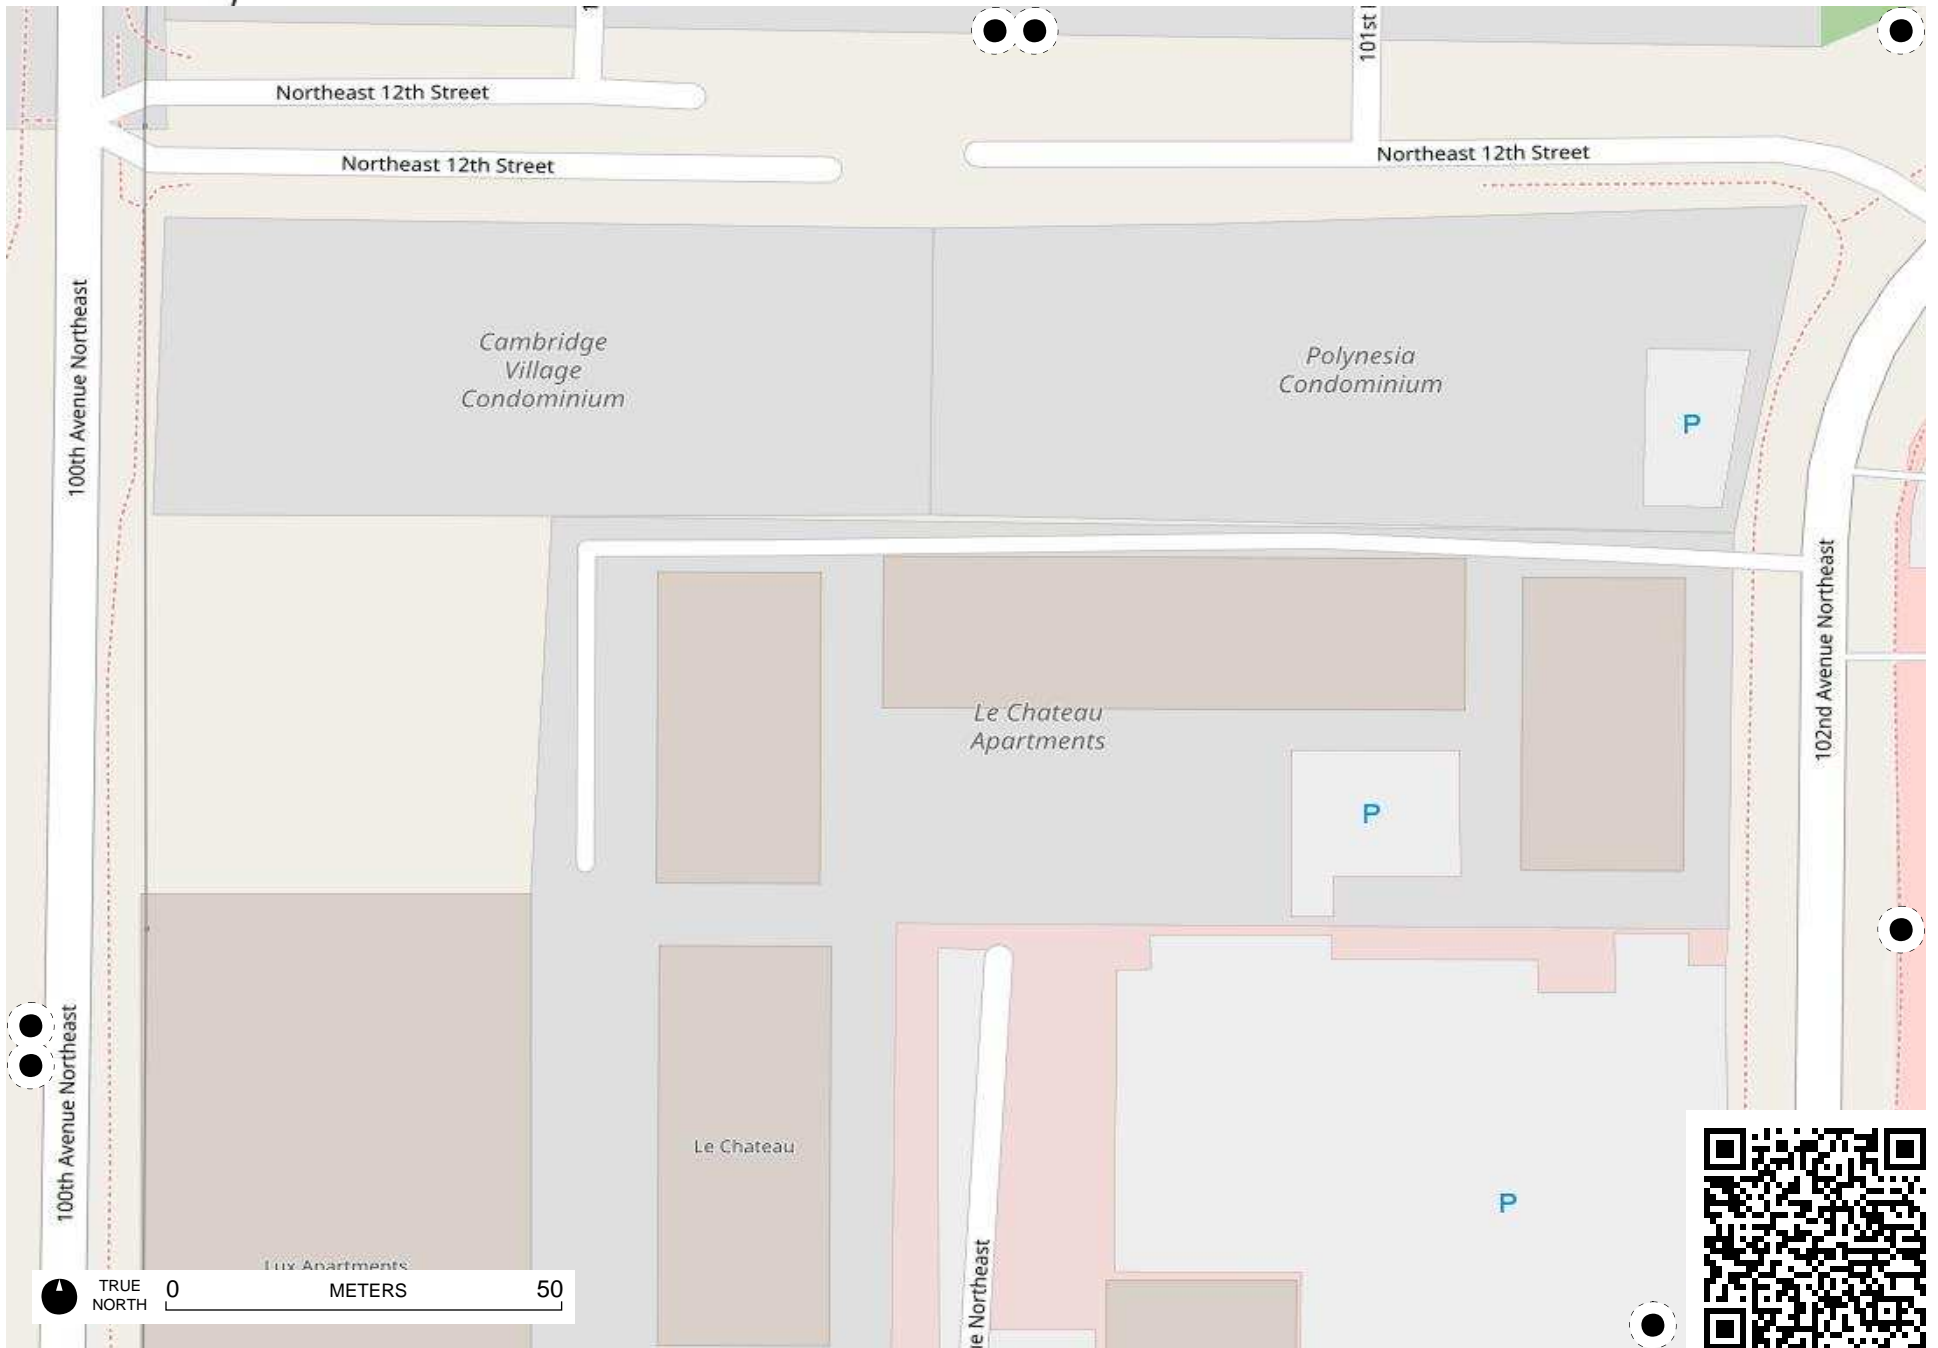 101st
Northeast 12th Street
Northeast 12th Street
Northeast 12th Street
100th Avenue Northeast
Cambridge
Village
Condominium
Polynesia
Condominium
P
102nd Avenue Northeast
Le Chateau
Apartments
P
100th Avenue Northeast
Le Chateau
P
Lux Apartments
Northeast
TRUE
NORTH
0
METERS
50